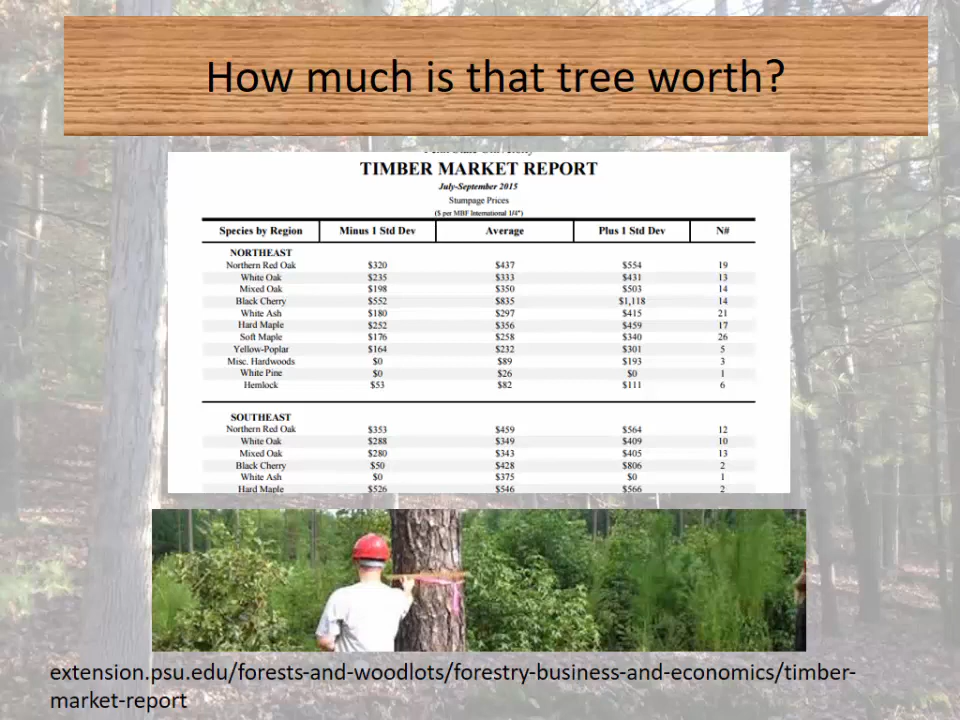 How much is that tree worth?
TIMBER MARKET REPORT
July-September 2015
Stumpage Prices
($ per MBF International 1/4")
Species by Region Minus 1 Std Dev Average Plus 1 Std Dev N#
NORTHEAST
Northern Red Oak $320 $437 $554 19
White Oak $235 $333 $431 13
Mixed Oak $198 $350 $503 14
Black Cherry $552 $835 $1,118 14
White Ash $180 $297 $415 21
Hard Maple $252 $356 $459 17
Soft Maple $176 $258 $340 26
Yellow-Poplar $164 $232 $301 5
Misc. Hardwoods $0 $89 $193 3
White Pine $0 $26 $0 1
Hemlock $53 $82 $111 6
SOUTHEAST
Northern Red Oak $353 $459 $564 12
White Oak $288 $349 $409 10
Mixed Oak $280 $343 $405 13
Black Cherry $50 $428 $806 2
White Ash $0 $375 $0 1
Hard Maple $526 $546 $566 2
extension.psu.edu/forests-and-woodlots/forestry-business-and-economics/timber-
market-report